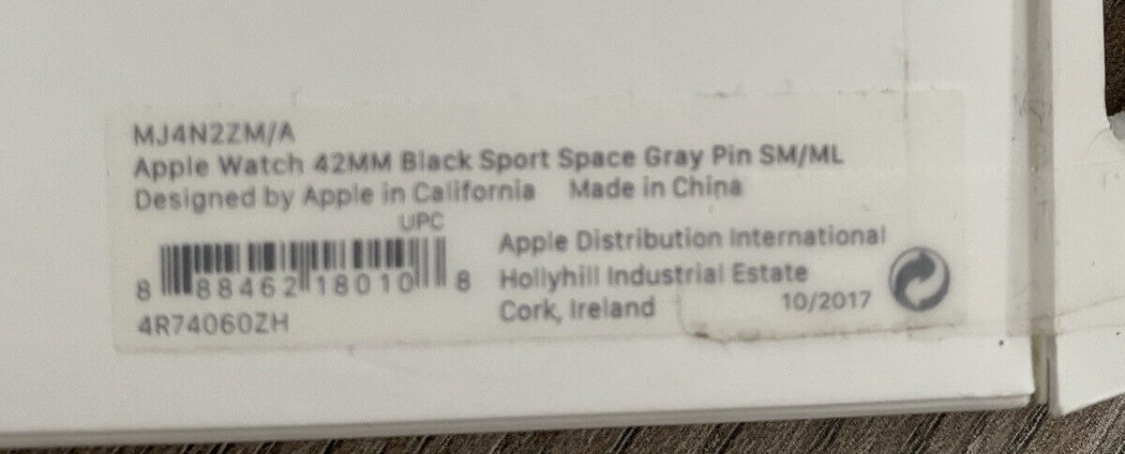 MJ4N2ZM/A
Apple Watch 42MM Black Sport Space Gray Pin SM/ML
Designed by Apple in California Made in China
UPC
8 88462 18010 8
4R74060ZH
Apple Distribution International
Hollyhill Industrial Estate
Cork, Ireland 10/2017